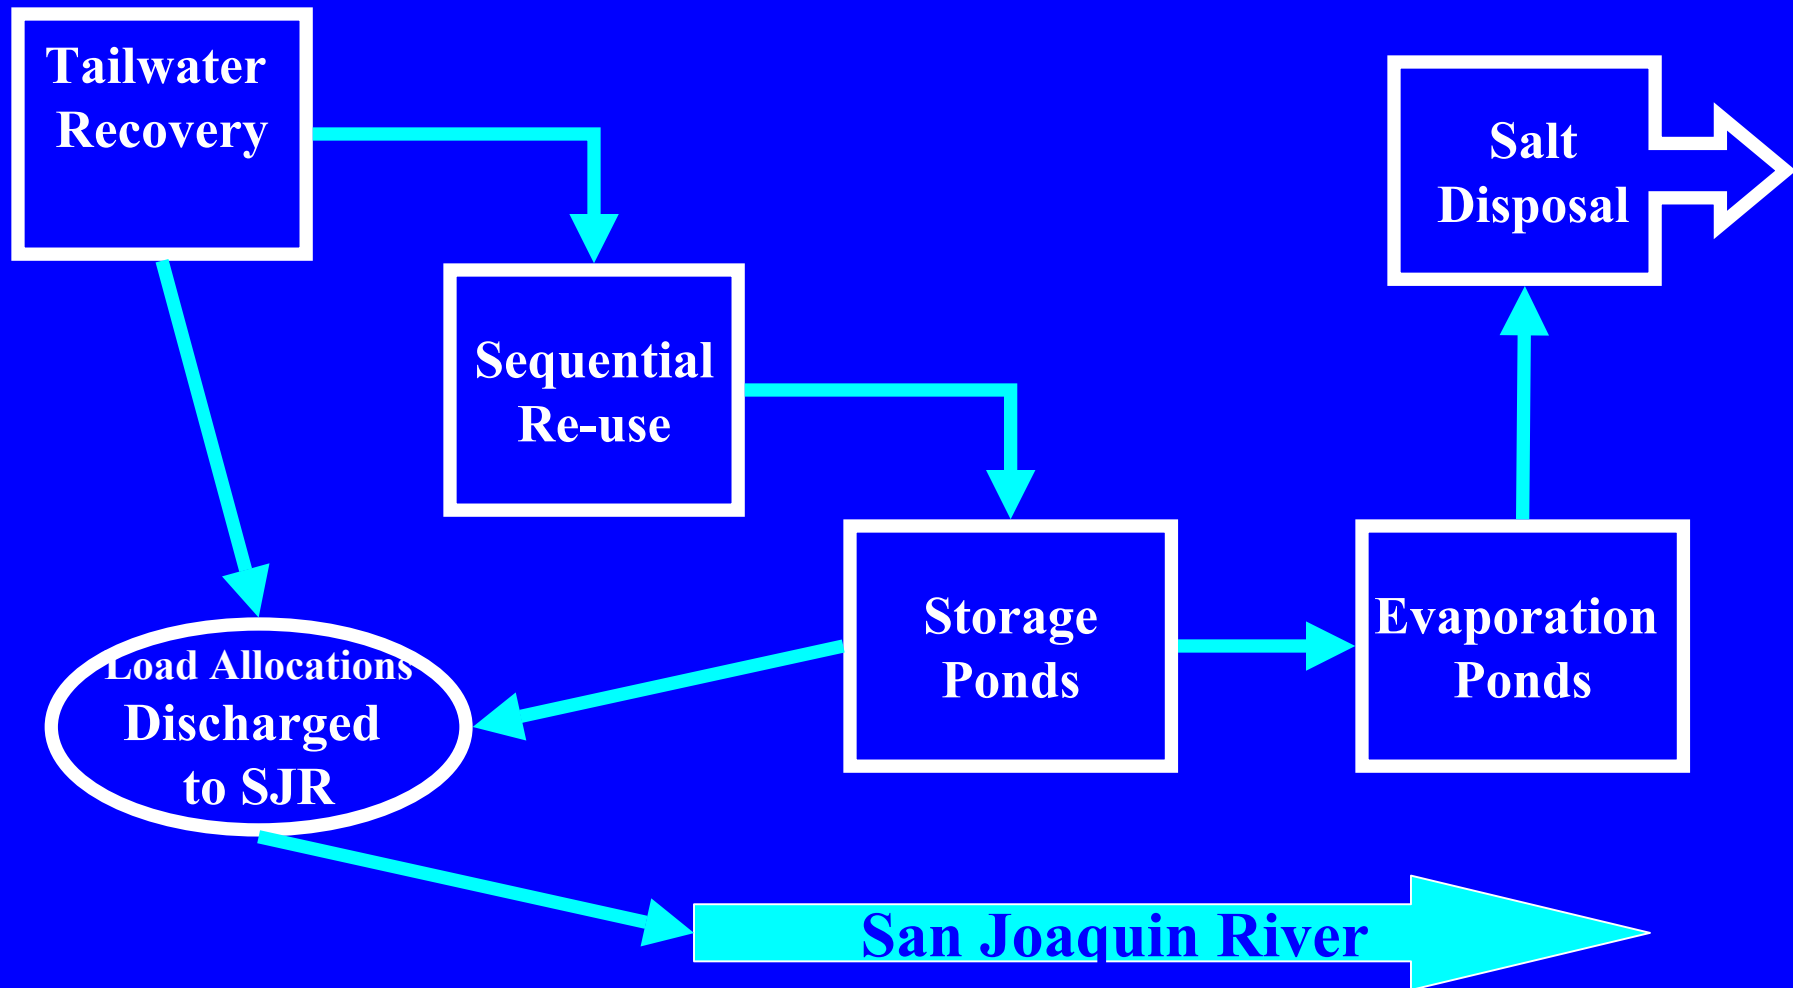 Tailwater
Recovery
Salt
Disposal
Sequential
Re-use
Storage
Ponds
Evaporation
Ponds
Load Allocations
Discharged
to SJR
San Joaquin River